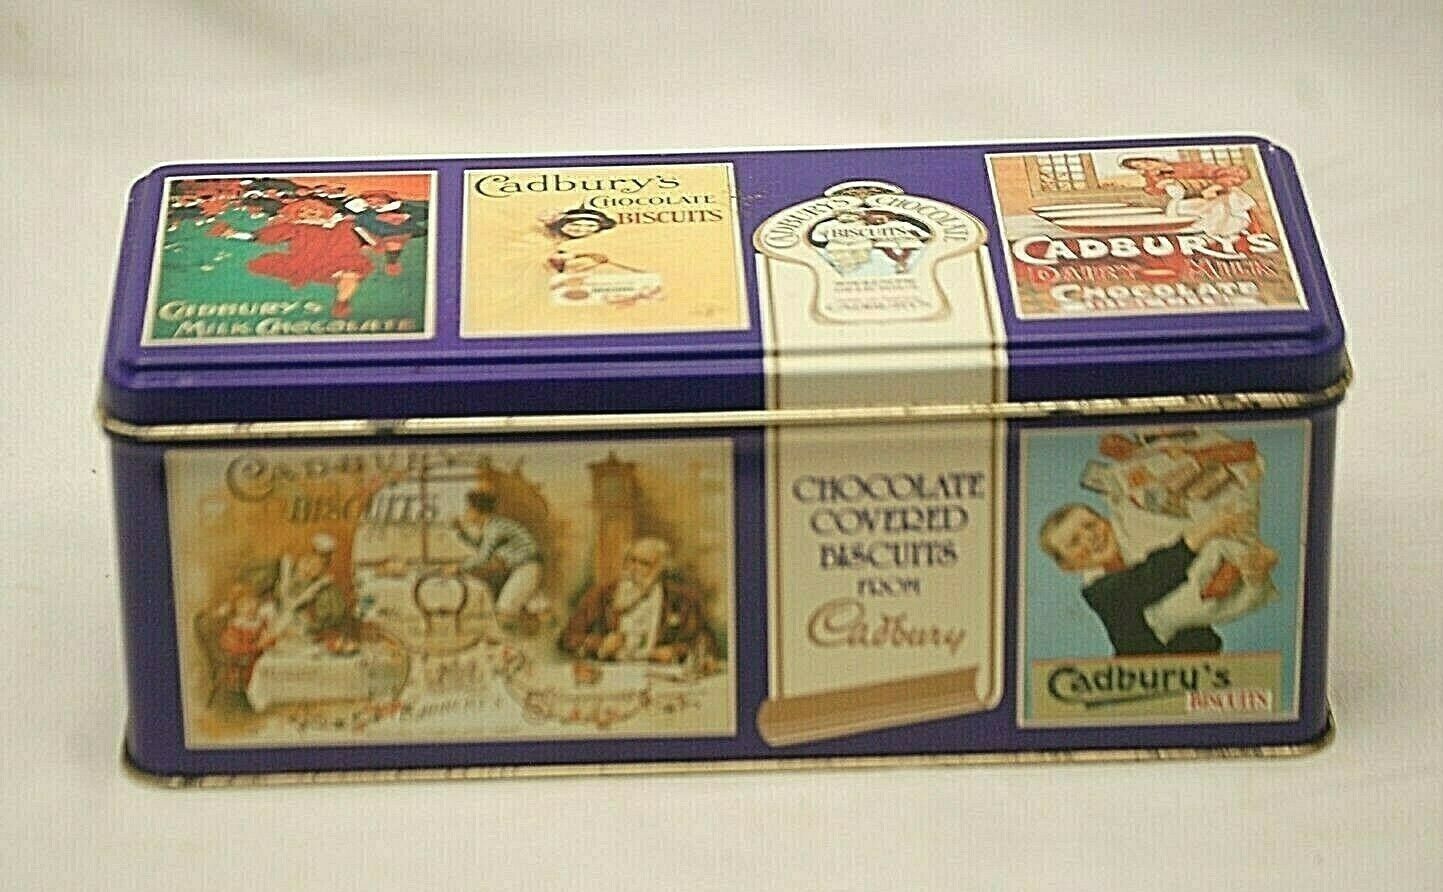 CADBURY'S
MILK CHOCOLATE
Cadbury's
CHOCOLATE
BISCUITS
CADBURY'S CHOCOLATE
BISCUITS
CADBURY'S
DAIRY-MILK
CHOCOLATE
CADBURY'S
BISCUITS
CHOCOLATE
COVERED
BISCUITS
FROM
Cadbury
Cadbury's
BISCUITS